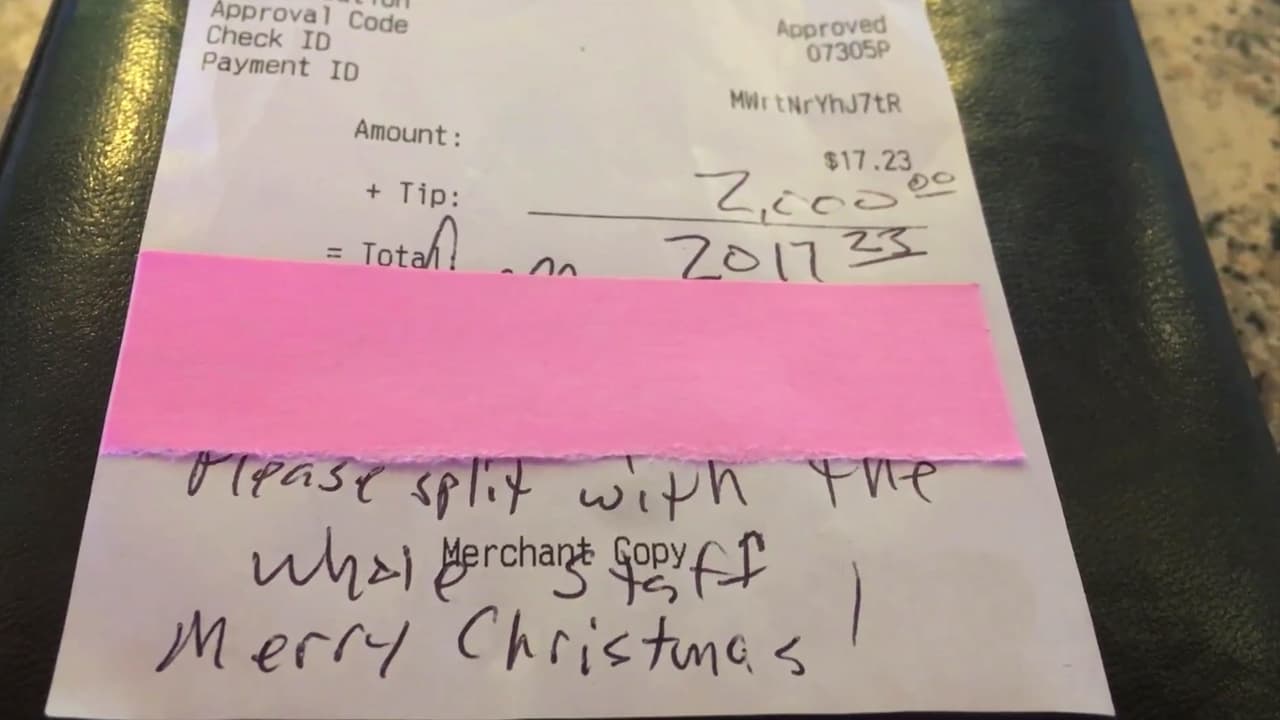 Approval Code
Approved
Check ID
07305P
Payment ID
MWrtNrYhJ7tR
Amount:
$17.23
+ Tip:
2,000 00
= Total:
2017 23
Please split with the
whole staff
Merchant Copy
Merry Christmas !